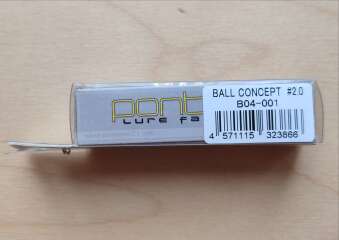 pont
Lure Fa
BALL CONCEPT #2.0
B04-001
4 571115 323866